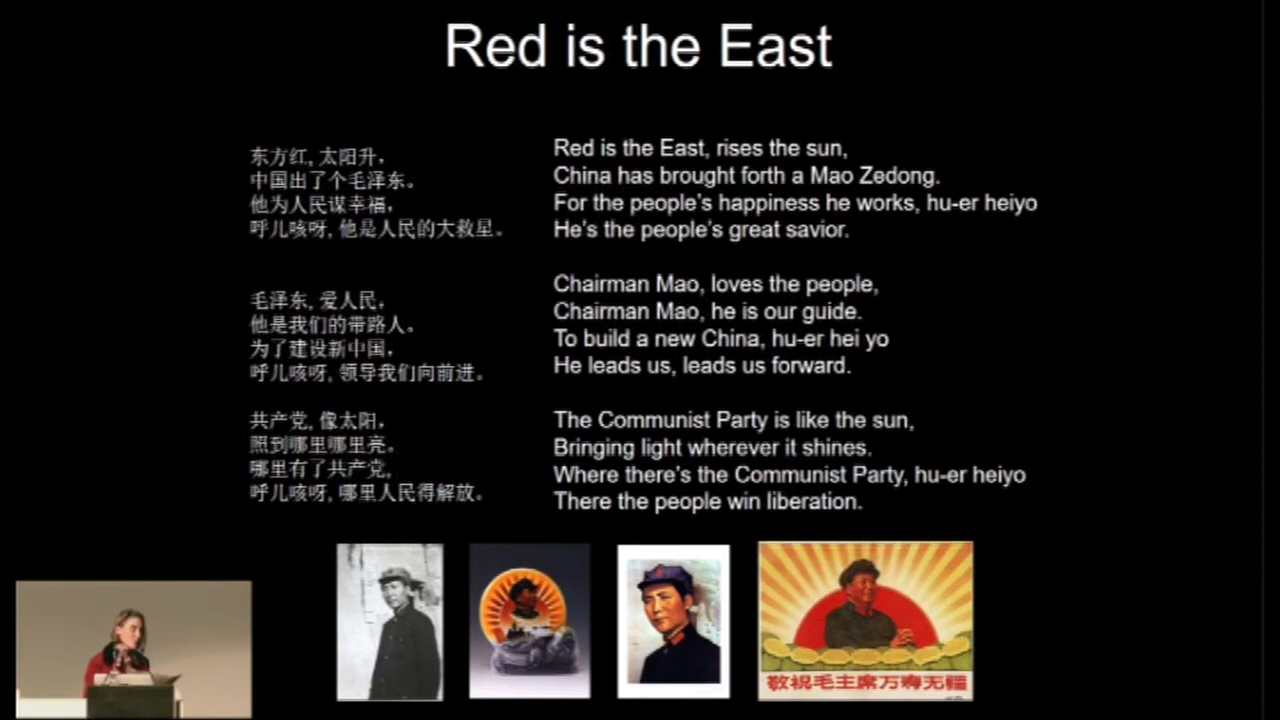 Red is the East
东方红, 太阳升,
中国出了个毛泽东。
他为人民谋幸福,
呼儿咳呀, 他是人民的大救星。
毛泽东, 爱人民,
他是我们的带路人。
为了建设新中国,
呼儿咳呀, 领导我们向前进。
共产党, 像太阳,
照到哪里哪里亮。
哪里有了共产党,
呼儿咳呀, 哪里人民得解放。
Red is the East, rises the sun,
China has brought forth a Mao Zedong.
For the people's happiness he works, hu-er heiyo
He's the people's great savior.
Chairman Mao, loves the people,
Chairman Mao, he is our guide.
To build a new China, hu-er hei yo
He leads us, leads us forward.
The Communist Party is like the sun,
Bringing light wherever it shines.
Where there's the Communist Party, hu-er heiyo
There the people win liberation.
敬祝毛主席万寿无疆